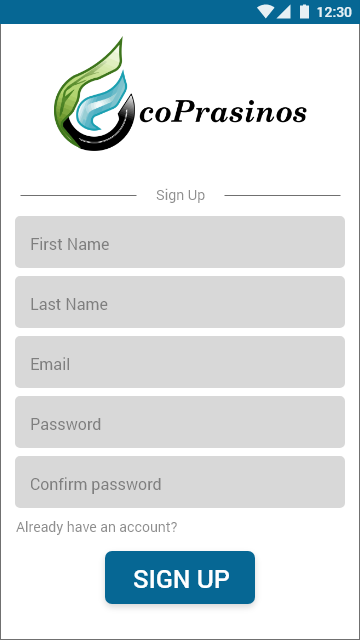 12:30
coPrasinos
Sign Up
First Name
Last Name
Email
Password
Confirm password
Already have an account?
SIGN UP